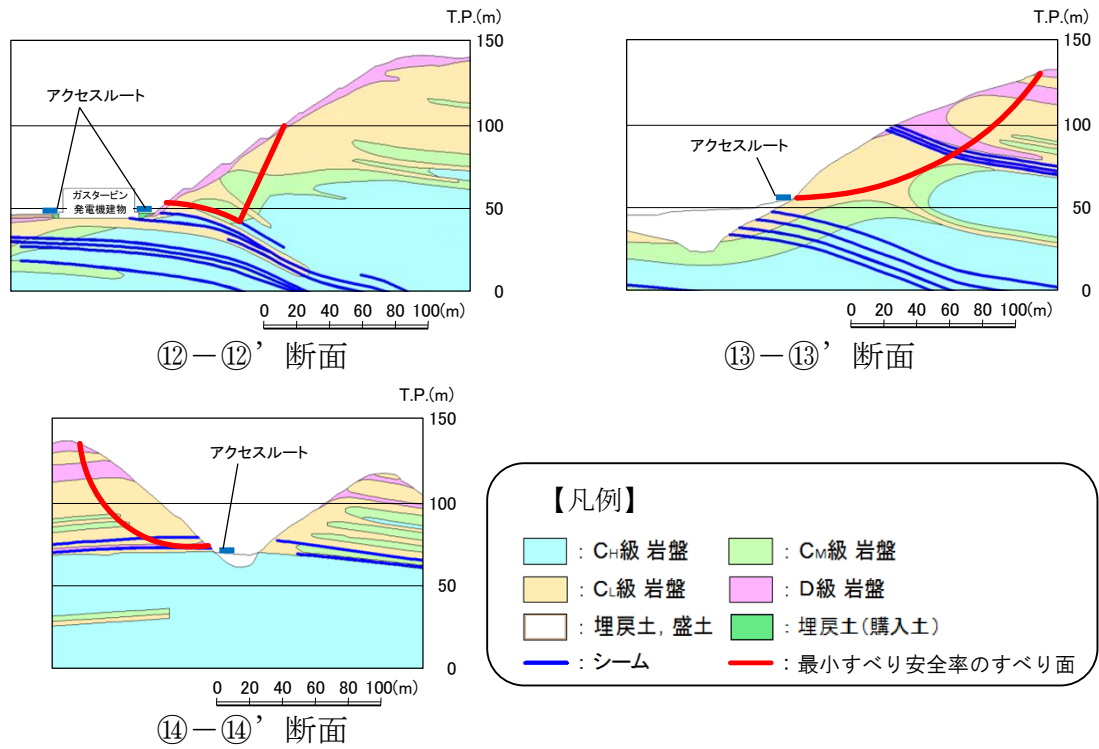 T.P.(m)
150
アクセスルート
100
ガスタービン
発電機建物
50
0
0 20 40 60 80 100(m)
⑫－⑫’ 断面
T.P.(m)
150
100
アクセスルート
50
0
0 20 40 60 80 100(m)
⑬－⑬’ 断面
T.P.(m)
150
アクセスルート
100
50
0
0 20 40 60 80 100(m)
⑭－⑭’ 断面
【凡例】
：CH級 岩盤 ：CM級 岩盤
：CL級 岩盤 ：D級 岩盤
：埋戻土，盛土 ：埋戻土（購入土）
：シーム ：最小すべり安全率のすべり面